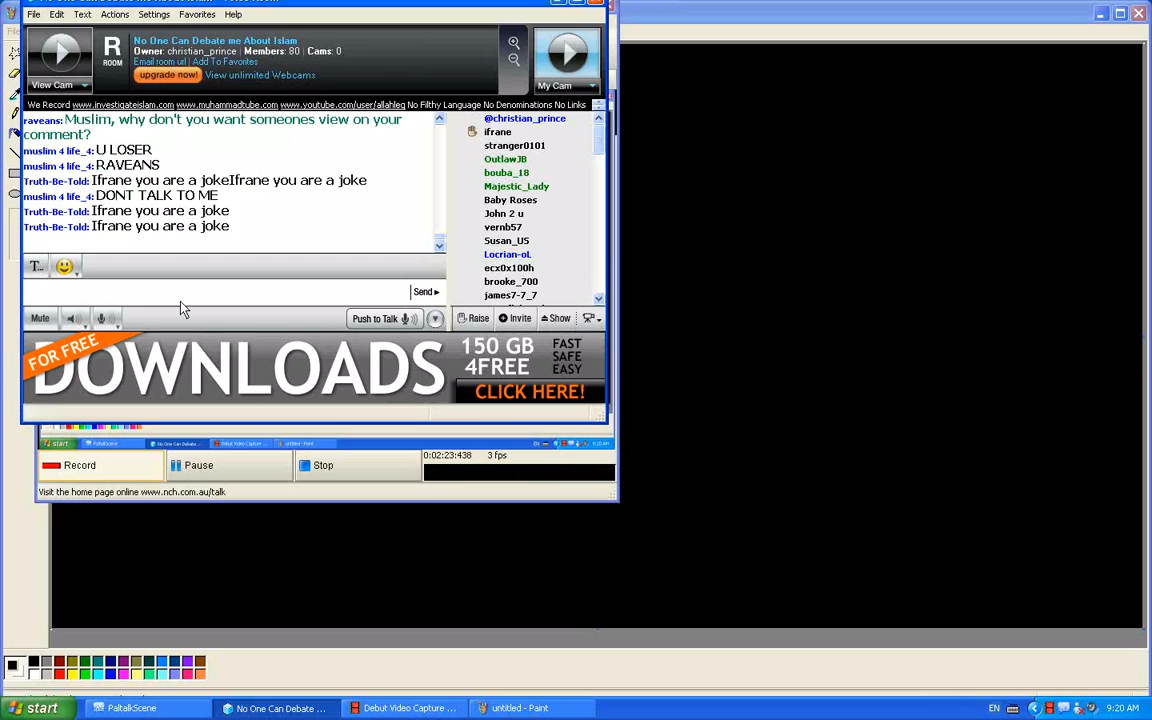 File Edit Text Actions Settings Favorites Help
No One Can Debate me About Islam
Owner: christian_prince | Members: 80 | Cams: 0
Email room url | Add To Favorites
upgrade now! View unlimited Webcams
R
ROOM
View Cam
My Cam
We Record www.investigateislam.com www.muhammadtube.com www.youtube.com/user/allahleg No Filthy Language No Denominations No Links
raveans: Muslim, why don't you want someones view on your
comment?
muslim 4 life_4: U LOSER
muslim 4 life_4: RAVEANS
Truth-Be-Told: Ifrane you are a jokeIfrane you are a joke
muslim 4 life_4: DONT TALK TO ME
Truth-Be-Told: Ifrane you are a joke
Truth-Be-Told: Ifrane you are a joke
@christian_prince
ifrane
stranger0101
OutlawJB
bouba_18
Majestic_Lady
Baby Roses
John 2 u
vernb57
Susan_US
Locrian-oL
ecx0x100h
brooke_700
james7-7_7
T...
Send
Mute
Push to Talk
Raise Invite Show
FOR FREE
DOWNLOADS
150 GB
4FREE
FAST
SAFE
EASY
CLICK HERE!
start
Record Pause Stop
0:02:23:438 3 fps
Visit the home page online www.nch.com.au/talk
start PaltalkScene No One Can Debate ... Debut Video Capture ... untitled - Paint EN 9:20 AM